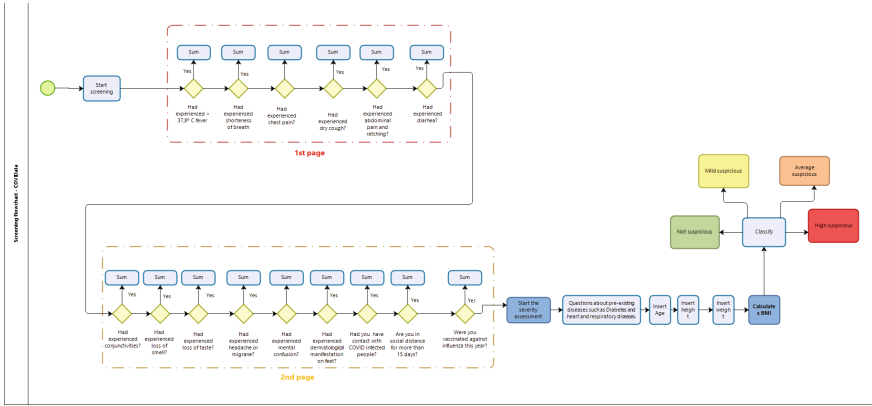 Screening flowchart - COVIData
Sum
Sum
Sum
Sum
Sum
Sum
Yes
Yes
Yes
Yes
Yes
Yes
Start
screening
Had
experienced >
37,8º C fever
Had
experienced
shorteness
of breath
Had
experienced
chest pain?
Had
experienced
dry cough?
Had
experienced
abdominal
pain and
retching?
Had
experienced
diarhea?
1st page
Mild suspicious
Average
suspicious
Not suspicious
Classify
High suspicious
Sum
Sum
Sum
Sum
Sum
Sum
Sum
Sum
Sum
Yes
Yes
Yes
Yes
Yes
Yes
Yes
Yes
Yes
Had
experienced
conjunctivities?
Had
experienced
loss of
smell?
Had
experienced
loss of taste?
Had
experienced
headache or
migrane?
Had
experienced
mental
confusion?
Had
experienced
dermatological
manifestation
on feet?
Had you have
contact with
COVID infected
people?
Are you in
social distance
for more than
15 days?
Were you
vaccinated against
influenza this year?
2nd page
Start the
severity
assessment
Questions about pre-existing
diseases such as Diabetes and
heart and respiratory diseases.
Insert
Age
Insert
heigh
t
Insert
weigh
t
Calculate
s BMI